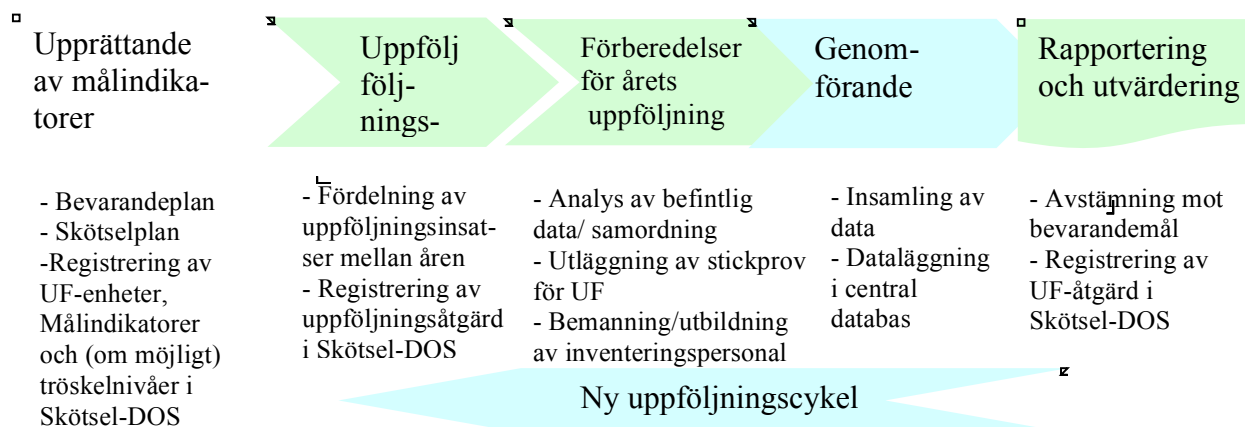 Upprättande
av målindika-
torer
Uppfölj
följ-
nings-
Förberedelser
för årets
uppföljning
Genom-
förande
Rapportering
och utvärdering
- Bevarandeplan
- Skötselplan
-Registrering av
UF-enheter,
Målindikatorer
och (om möjligt)
tröskelnivåer i
Skötsel-DOS
- Fördelning av
uppföljningsinsat-
ser mellan åren
- Registrering av
uppföljningsåtgärd
i Skötsel-DOS
- Analys av befintlig
data/ samordning
- Utläggning av stickprov
för UF
- Bemanning/utbildning
av inventeringspersonal
- Insamling av
data
- Dataläggning
i central
databas
- Avstämning mot
bevarandemål
- Registrering av
UF-åtgärd i
Skötsel-DOS
Ny uppföljningscykel